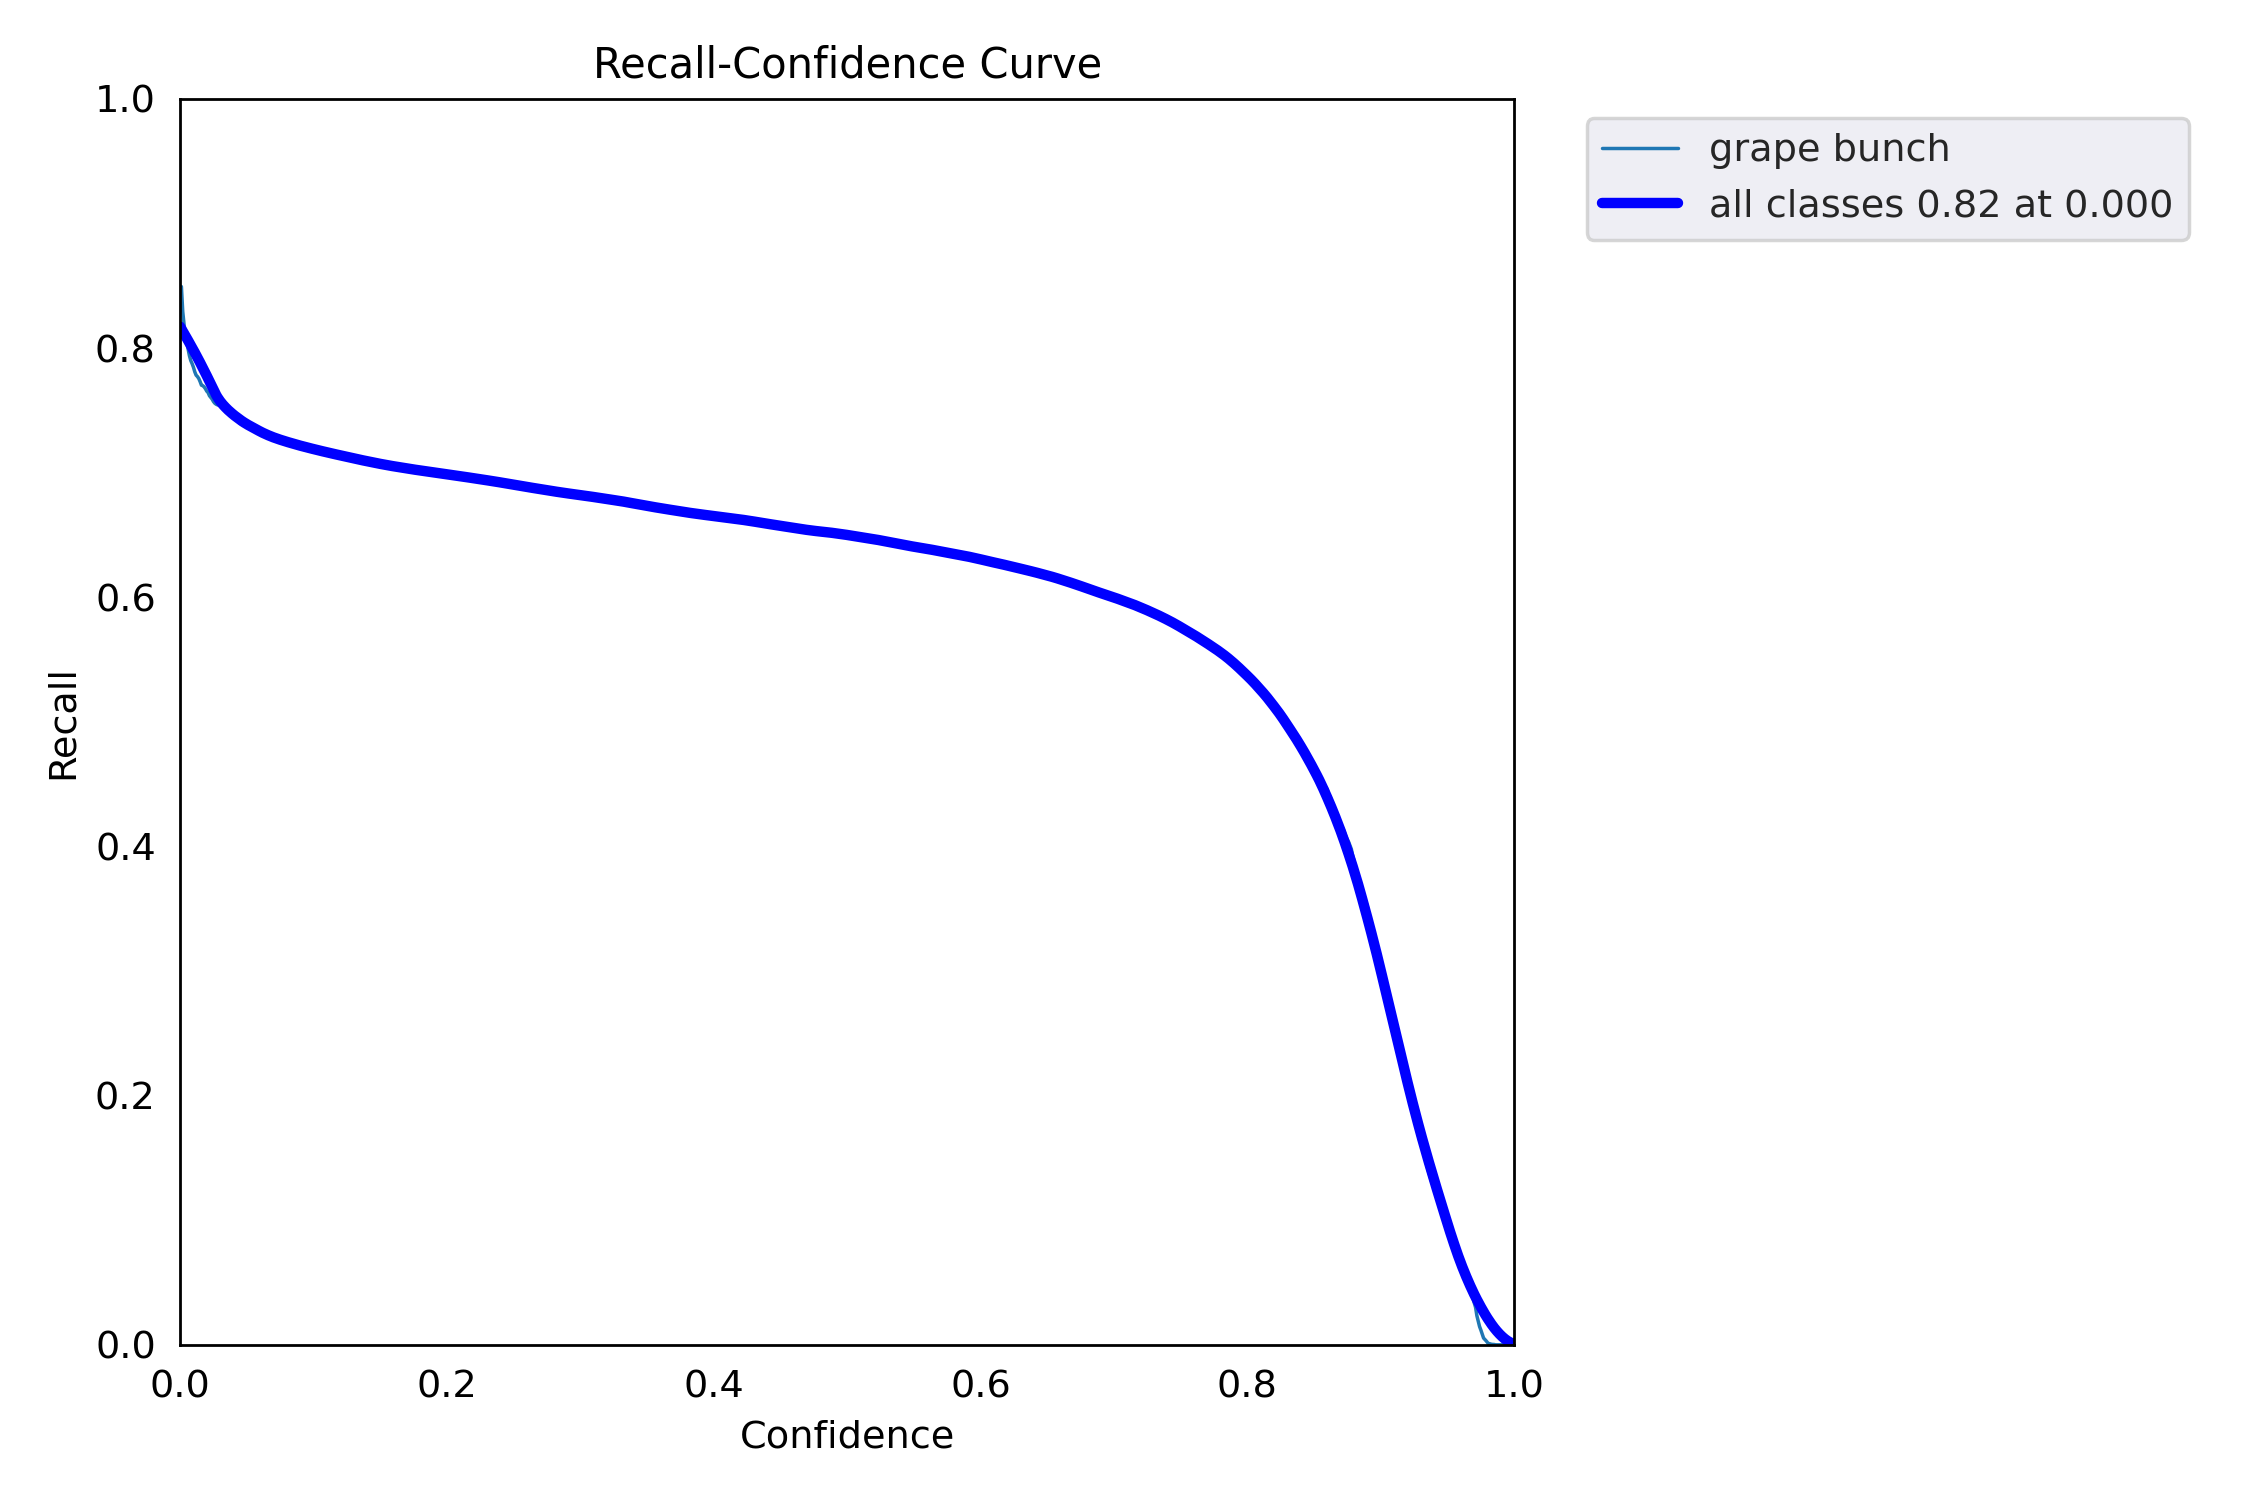 Recall-Confidence Curve
1.0
0.8
0.6
0.4
0.2
0.0
Recall
0.0 0.2 0.4 0.6 0.8 1.0
Confidence
grape bunch
all classes 0.82 at 0.000